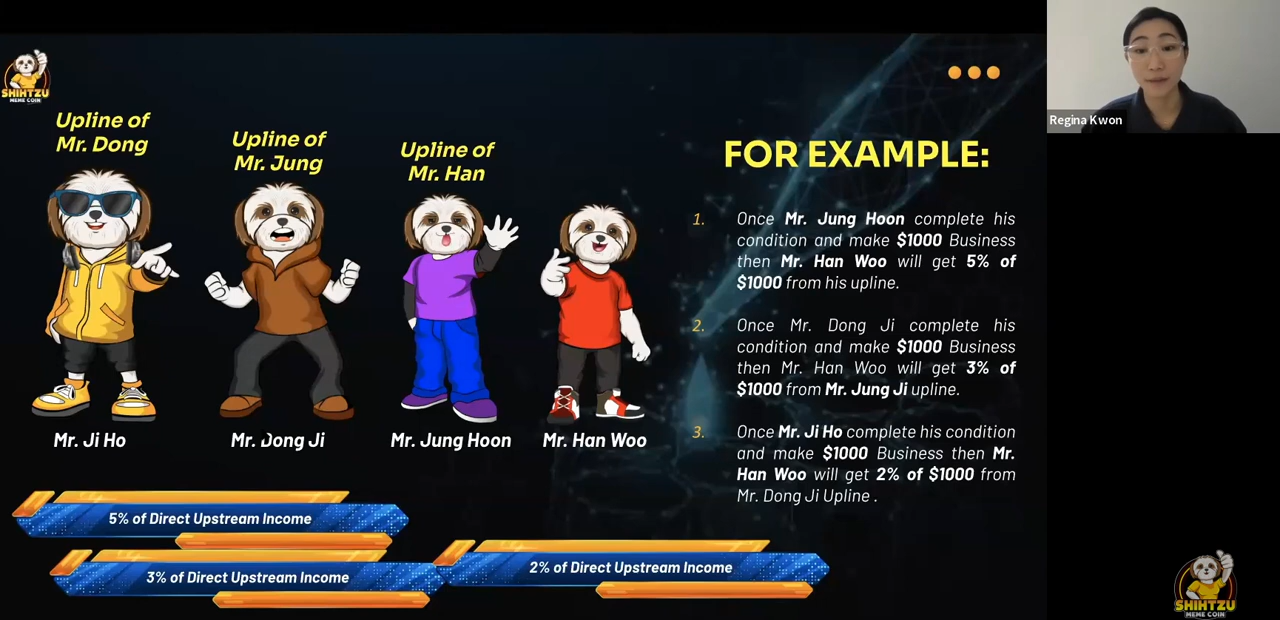 SHIHTZU
MEME COIN
Upline of
Mr. Dong
Upline of
Mr. Jung
Upline of
Mr. Han
Mr. Ji Ho
Mr. Dong Ji
Mr. Jung Hoon
Mr. Han Woo
5% of Direct Upstream Income
3% of Direct Upstream Income
2% of Direct Upstream Income
FOR EXAMPLE:
1. Once Mr. Jung Hoon complete his
condition and make $1000 Business
then Mr. Han Woo will get 5% of
$1000 from his upline.
2. Once Mr. Dong Ji complete his
condition and make $1000 Business
then Mr. Han Woo will get 3% of
$1000 from Mr. Jung Ji upline.
3. Once Mr. Ji Ho complete his condition
and make $1000 Business then Mr.
Han Woo will get 2% of $1000 from
Mr. Dong Ji Upline .
Regina Kwon
SHIHTZU
MEME COIN